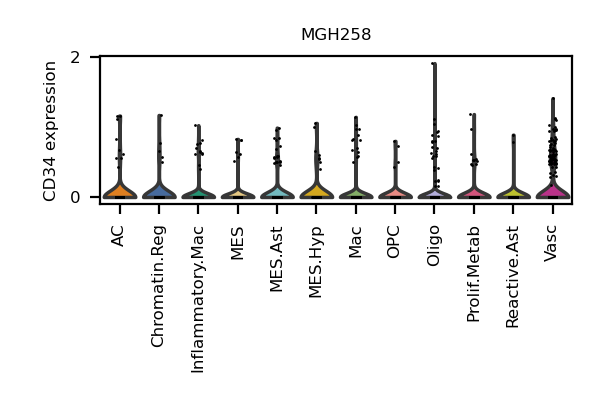 MGH258
CD34 expression
2
0
AC
Chromatin.Reg
Inflammatory.Mac
MES
MES.Ast
MES.Hyp
Mac
OPC
Oligo
Prolif.Metab
Reactive.Ast
Vasc